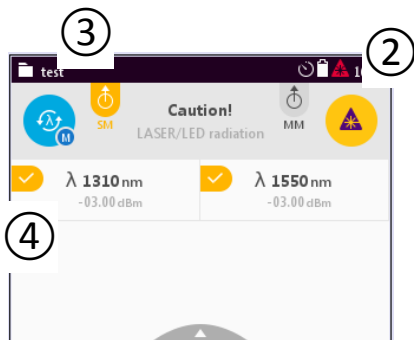 ③
②
test
1
Caution!
SM
LASER/LED radiation
MM
λ
M
λ 1310 nm
λ 1550 nm
-03.00 dBm
-03.00 dBm
④